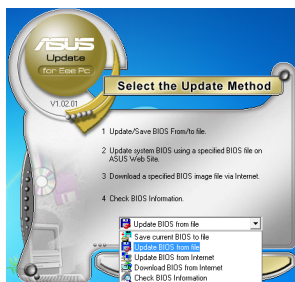 ASUS
Update
for Eee Pc
V1.02.01
Select the Update Method
1 Update/Save BIOS From/to file.
2 Update system BIOS using a specified BIOS file on
ASUS Web Site.
3 Download a specified BIOS image file via Internet.
4 Check BIOS Information.
Update BIOS from file
Save current BIOS to file
Update BIOS from file
Update BIOS from Internet
Download BIOS from Internet
Check BIOS Information